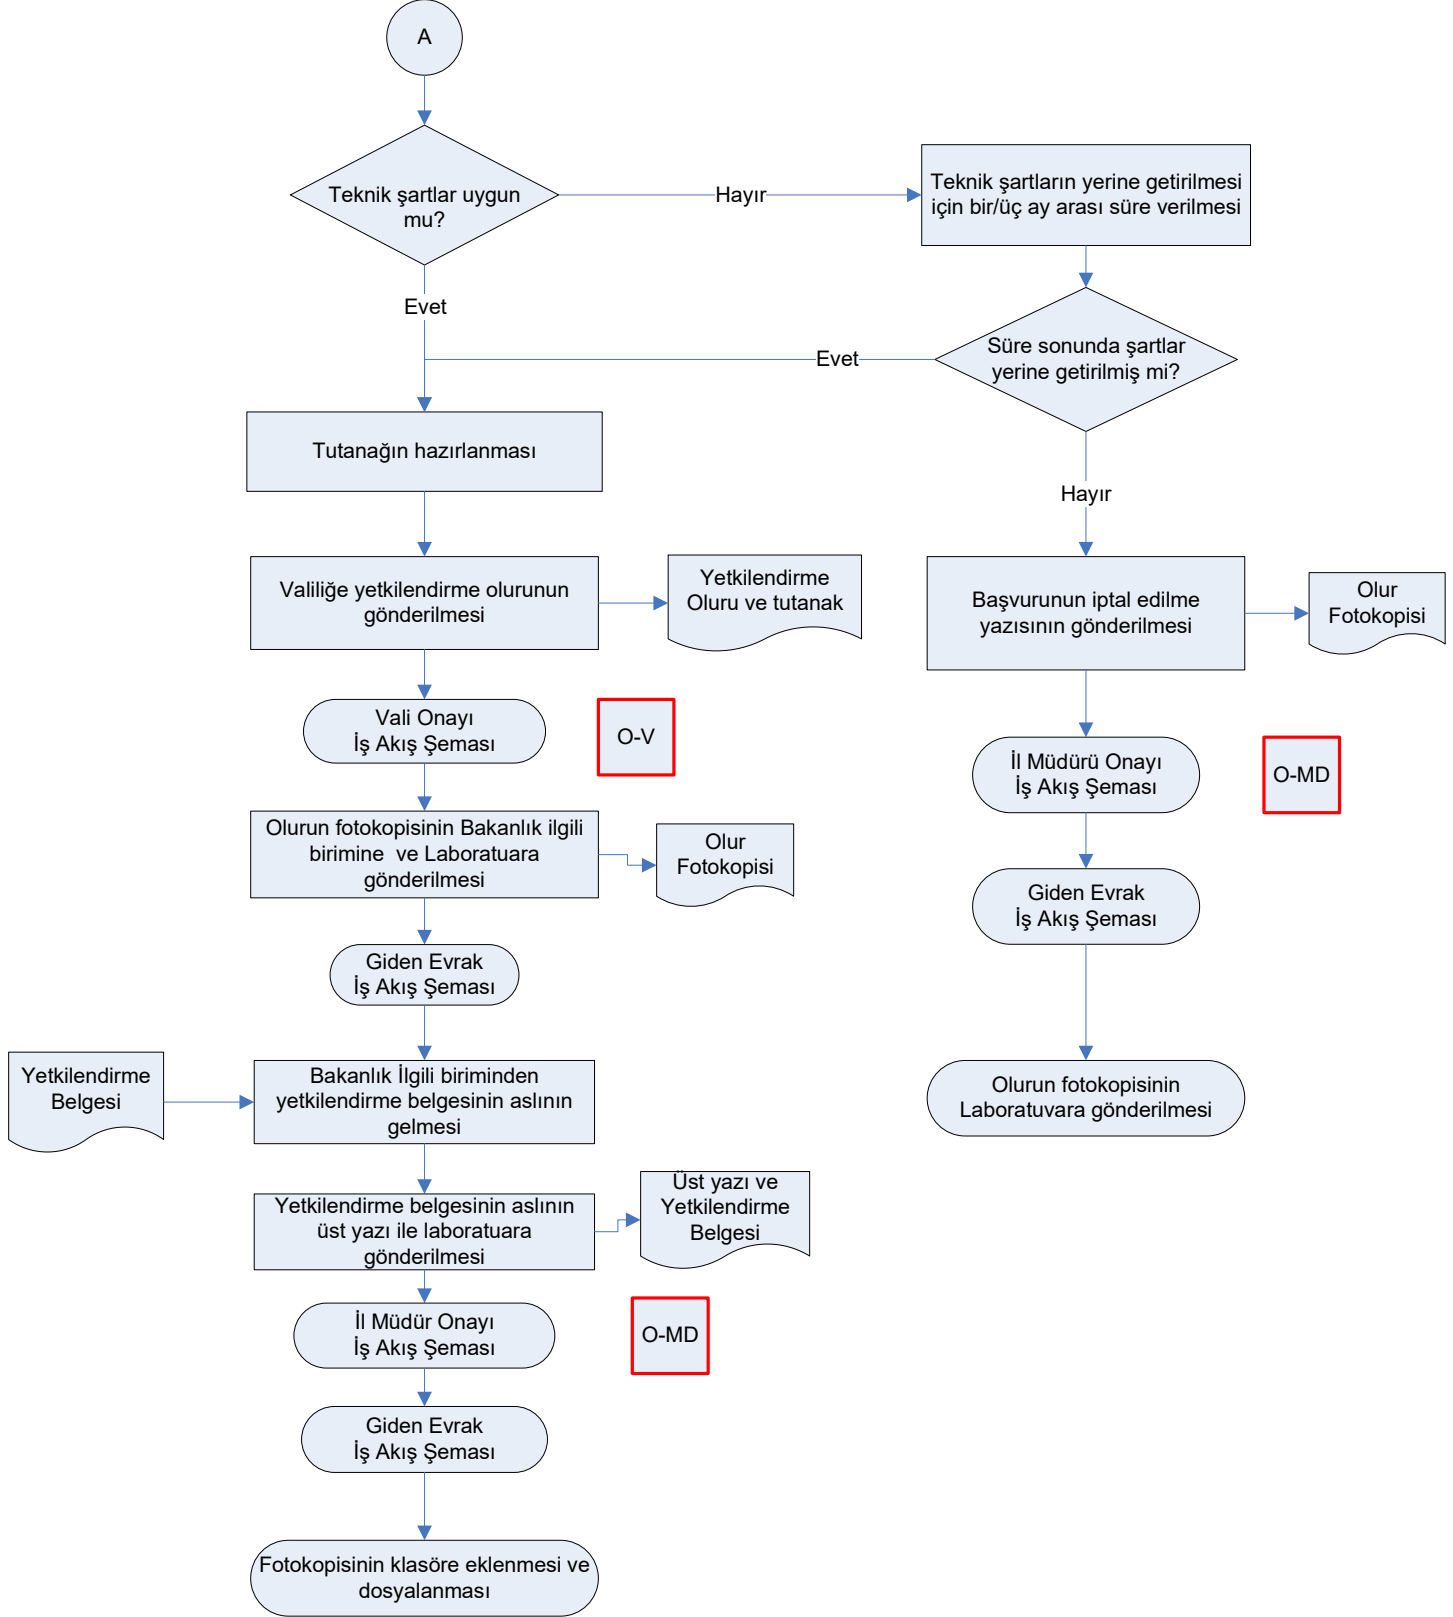 A
Teknik şartlar uygun
mu?
Hayır
Teknik şartların yerine getirilmesi
için bir/üç ay arası süre verilmesi
Evet
Süre sonunda şartlar
yerine getirilmiş mi?
Evet
Tutanağın hazırlanması
Hayır
Valiliğe yetkilendirme olurunun
gönderilmesi
Yetkilendirme
Oluru ve tutanak
Başvurunun iptal edilme
yazısının gönderilmesi
Olur
Fotokopisi
Vali Onayı
İş Akış Şeması
O-V
İl Müdürü Onayı
İş Akış Şeması
O-MD
Olurun fotokopisinin Bakanlık ilgili
birimine  ve Laboratuara
gönderilmesi
Olur
Fotokopisi
Giden Evrak
İş Akış Şeması
Giden Evrak
İş Akış Şeması
Yetkilendirme
Belgesi
Bakanlık İlgili biriminden
yetkilendirme belgesinin aslının
gelmesi
Olurun fotokopisinin
Laboratuvara gönderilmesi
Yetkilendirme belgesinin aslının
üst yazı ile laboratuara
gönderilmesi
Üst yazı ve
Yetkilendirme
Belgesi
İl Müdür Onayı
İş Akış Şeması
O-MD
Giden Evrak
İş Akış Şeması
Fotokopisinin klasöre eklenmesi ve
dosyalanması